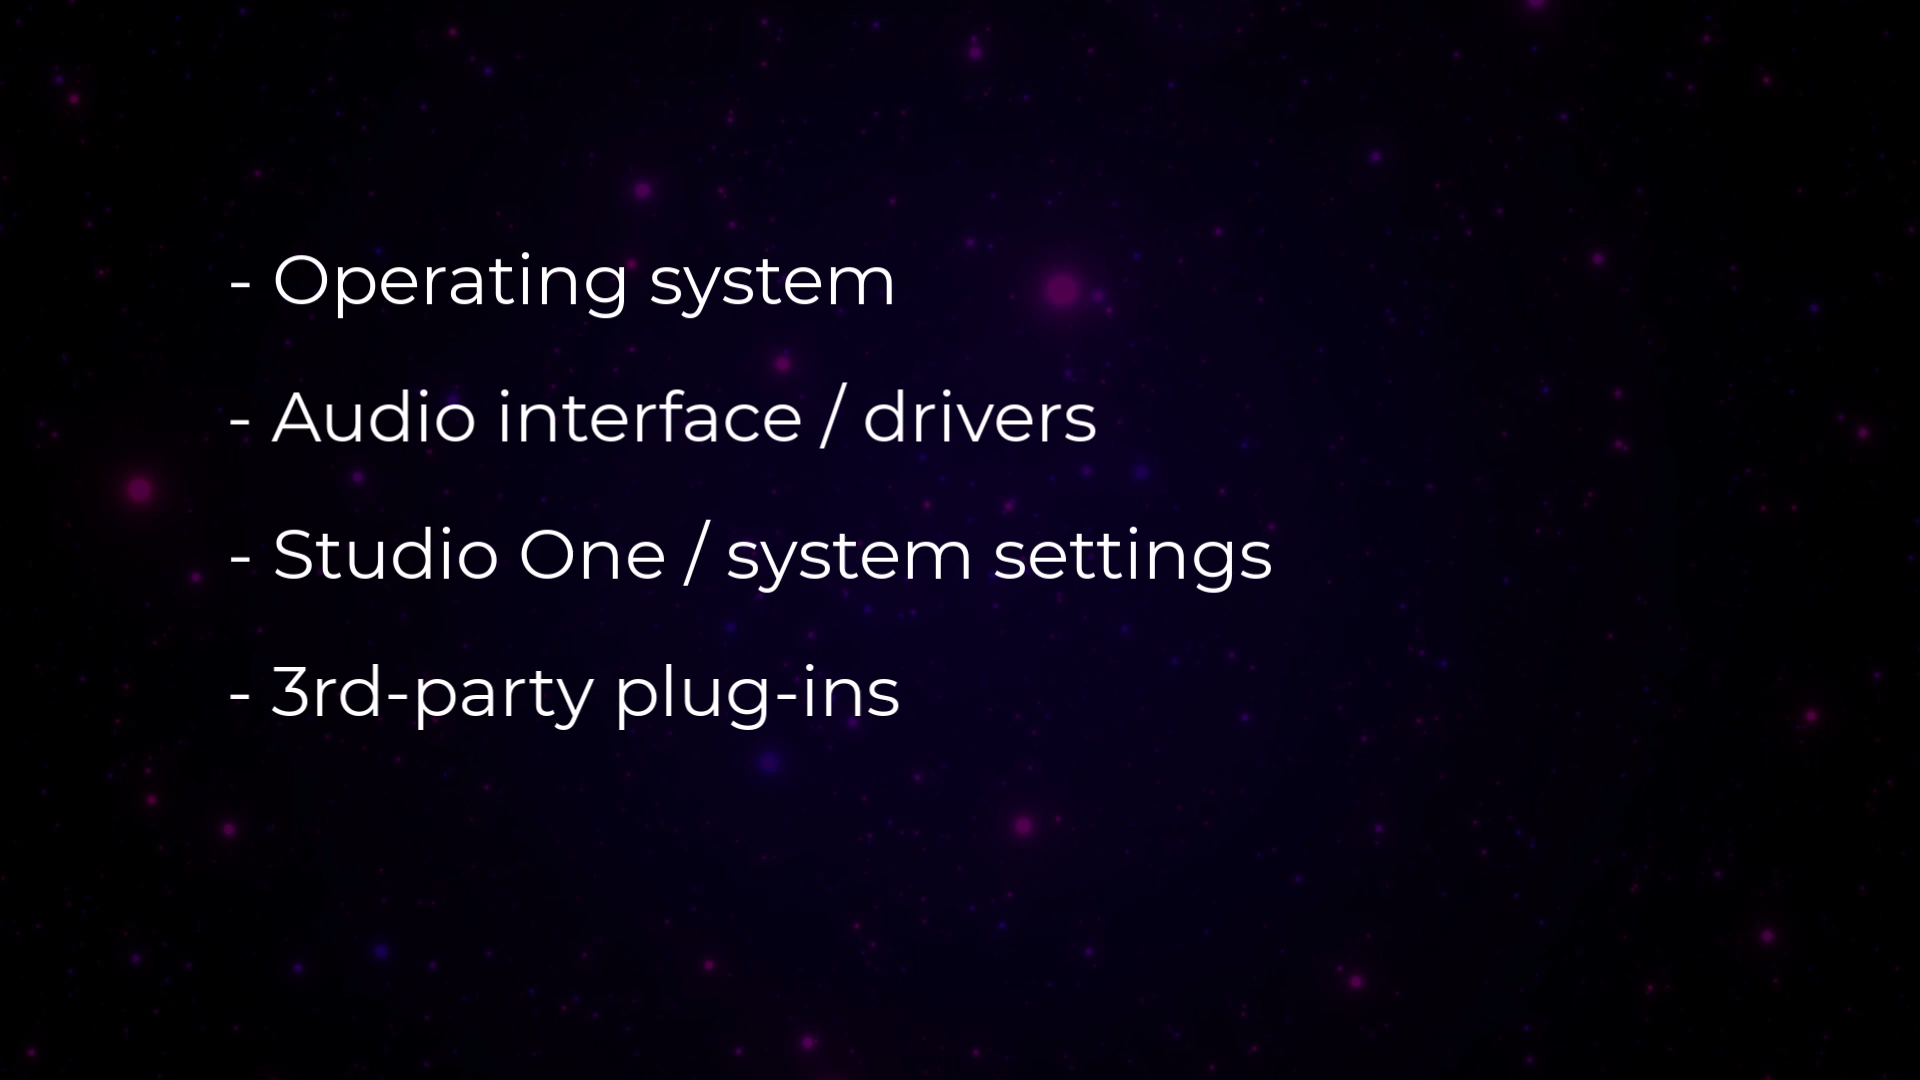 - Operating system
- Audio interface / drivers
- Studio One / system settings
- 3rd-party plug-ins